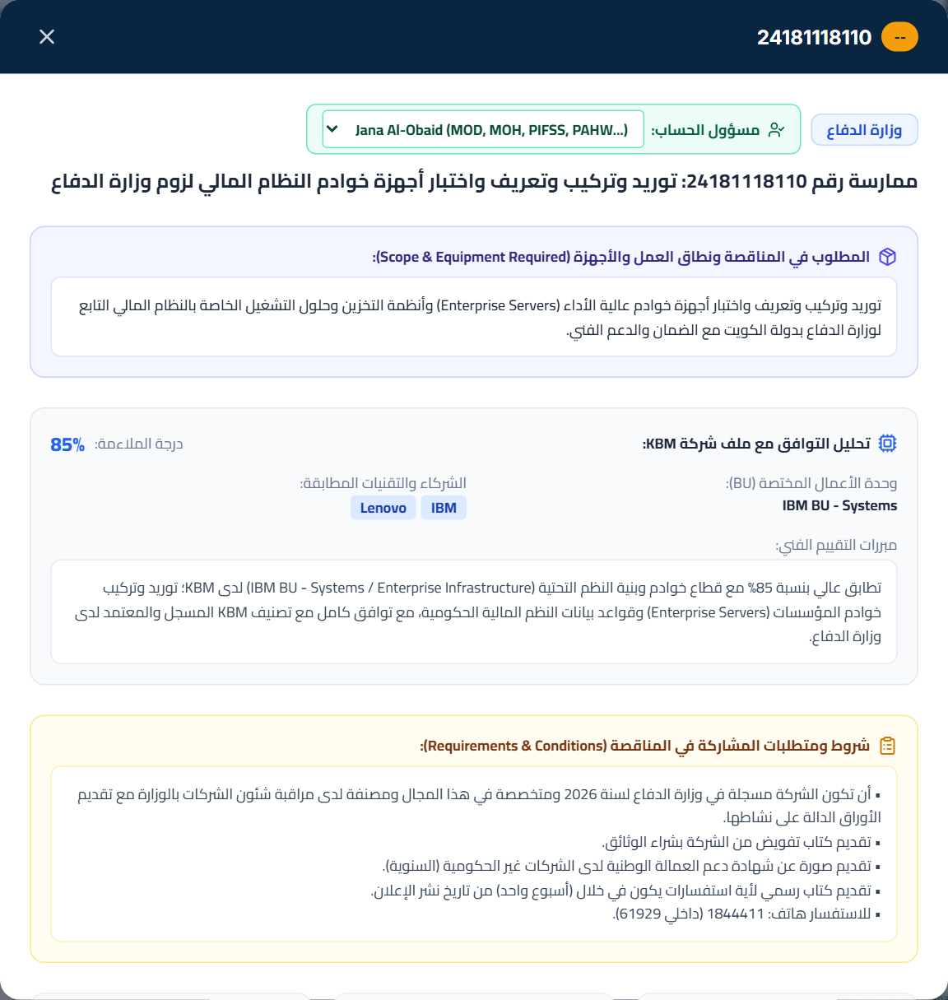 -- 24181118110
وزارة الدفاع
مسؤول الحساب: Jana Al-Obaid (MOD, MOH, PIFSS, PAHW...)
ممارسة رقم 24181118110: توريد وتركيب وتعريف واختبار أجهزة خوادم النظام المالي لزوم وزارة الدفاع
المطلوب في المناقصة ونطاق العمل والأجهزة (Scope & Equipment Required):
توريد وتركيب وتعريف واختبار أجهزة خوادم عالية الأداء (Enterprise Servers) وأنظمة التخزين وحلول التشغيل الخاصة بالنظام المالي التابع
لوزارة الدفاع بدولة الكويت مع الضمان والدعم الفني.
تحليل التوافق مع ملف شركة KBM:
درجة الملاءمة: 85%
وحدة الأعمال المختصة (BU):
IBM BU - Systems
الشركاء والتقنيات المطابقة:
IBM Lenovo
مبررات التقييم الفني:
تطابق عالي بنسبة 85% مع قطاع خوادم وبنية النظم التحتية (IBM BU - Systems / Enterprise Infrastructure) لدى KBM؛ توريد وتركيب
خوادم المؤسسات (Enterprise Servers) وقواعد بيانات النظم المالية الحكومية، مع توافق كامل مع تصنيف KBM المسجل والمعتمد لدى
وزارة الدفاع.
شروط ومتطلبات المشاركة في المناقصة (Requirements & Conditions):
▪ أن تكون الشركة مسجلة في وزارة الدفاع لسنة 2026 ومتخصصة في هذا المجال ومصنفة لدى مراقبة شئون الشركات بالوزارة مع تقديم
الأوراق الدالة على نشاطها.
▪ تقديم كتاب تفويض من الشركة بشراء الوثائق.
▪ تقديم صورة عن شهادة دعم العمالة الوطنية لدى الشركات غير الحكومية (السنوية).
▪ تقديم كتاب رسمي لأية استفسارات يكون في خلال (أسبوع واحد) من تاريخ نشر الإعلان.
▪ للاستفسار هاتف: 1844411 (داخلي 61929).